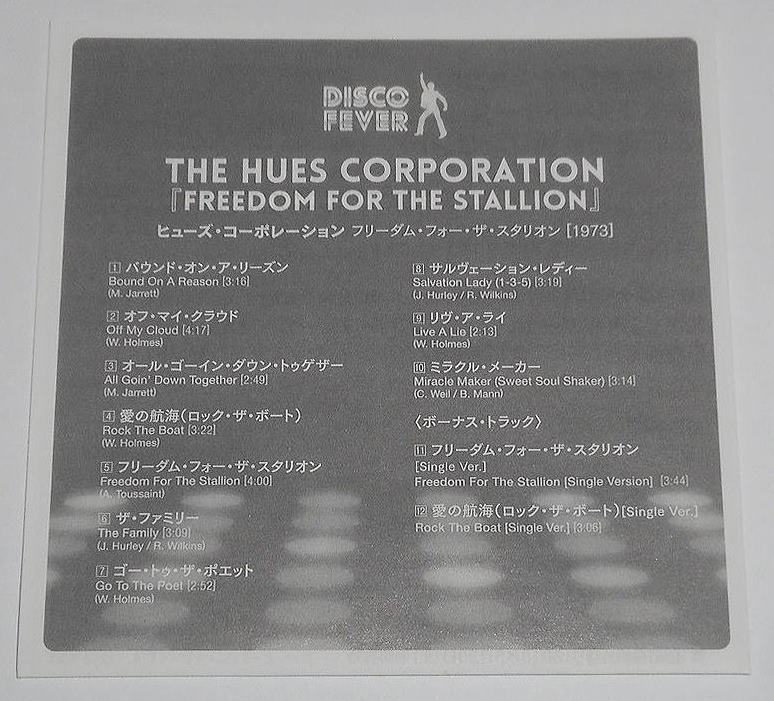 DISCO
FEVER
THE HUES CORPORATION
『FREEDOM FOR THE STALLION』
ヒューズ・コーポレーション フリーダム・フォー・ザ・スタリオン [1973]
1 バウンド・オン・ア・リーズン
Bound On A Reason [3:16]
(M. Jarrett)
2 オフ・マイ・クラウド
Off My Cloud [4:17]
(W. Holmes)
3 オール・ゴーイン・ダウン・トゥゲザー
All Goin' Down Together [2:49]
(M. Jarrett)
4 愛の航海(ロック・ザ・ボート)
Rock The Boat [3:22]
(W. Holmes)
5 フリーダム・フォー・ザ・スタリオン
Freedom For The Stallion [4:00]
(A. Toussaint)
6 ザ・ファミリー
The Family [3:09]
(J. Hurley / R. Wilkins)
7 ゴー・トゥ・ザ・ポエット
Go To The Poet [2:52]
(W. Holmes)
8 サルヴェーション・レディー
Salvation Lady (1-3-5) [3:19]
(J. Hurley / R. Wilkins)
9 リヴ・ア・ライ
Live A Lie [2:13]
(W. Holmes)
10 ミラクル・メーカー
Miracle Maker (Sweet Soul Shaker) [3:14]
(C. Weil / B. Mann)
〈ボーナス・トラック〉
11 フリーダム・フォー・ザ・スタリオン
[Single Ver.]
Freedom For The Stallion [Single Version] [3:44]
12 愛の航海(ロック・ザ・ボート)[Single Ver.]
Rock The Boat [Single Ver.] [3:06]